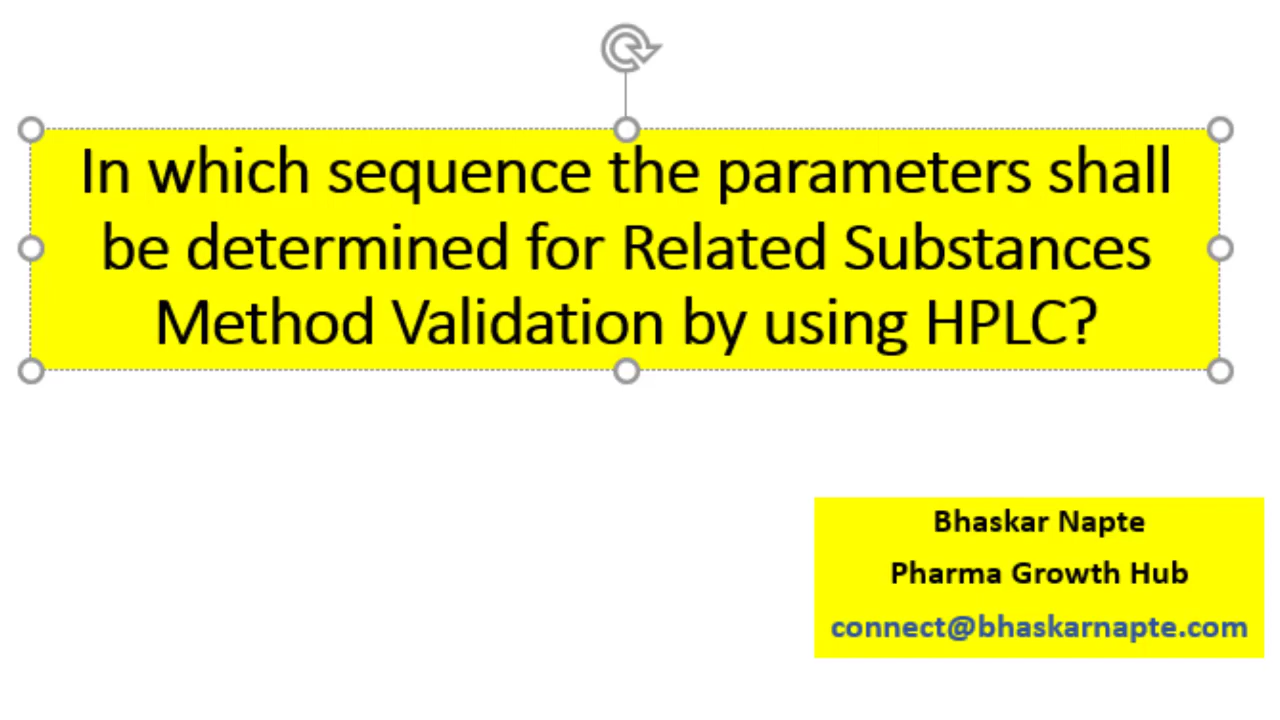 In which sequence the parameters shall
be determined for Related Substances
Method Validation by using HPLC?
Bhaskar Napte
Pharma Growth Hub
connect@bhaskarnapte.com